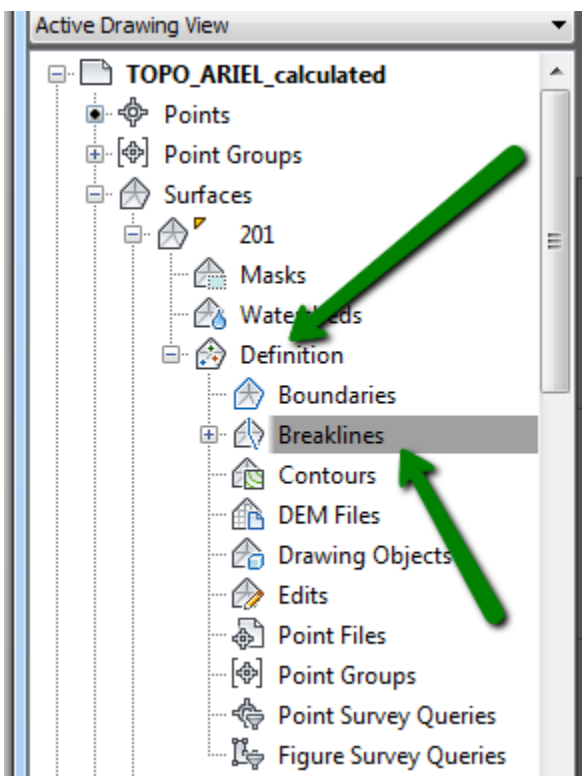 Active Drawing View
TOPO_ARIEL_calculated
Points
Point Groups
Surfaces
201
Masks
Watersheds
Definition
Boundaries
Breaklines
Contours
DEM Files
Drawing Objects
Edits
Point Files
Point Groups
Point Survey Queries
Figure Survey Queries